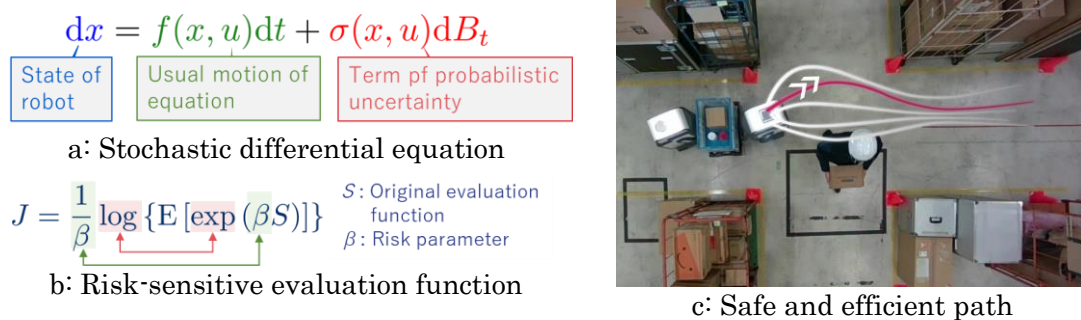 dx = f(x, u)dt + σ(x, u)dB_t
State of
robot
Usual motion of
equation
Term pf probabilistic
uncertainty
a: Stochastic differential equation
J = 1/β log {E [exp (βS)]}
S : Original evaluation
function
β : Risk parameter
b: Risk-sensitive evaluation function
c: Safe and efficient path